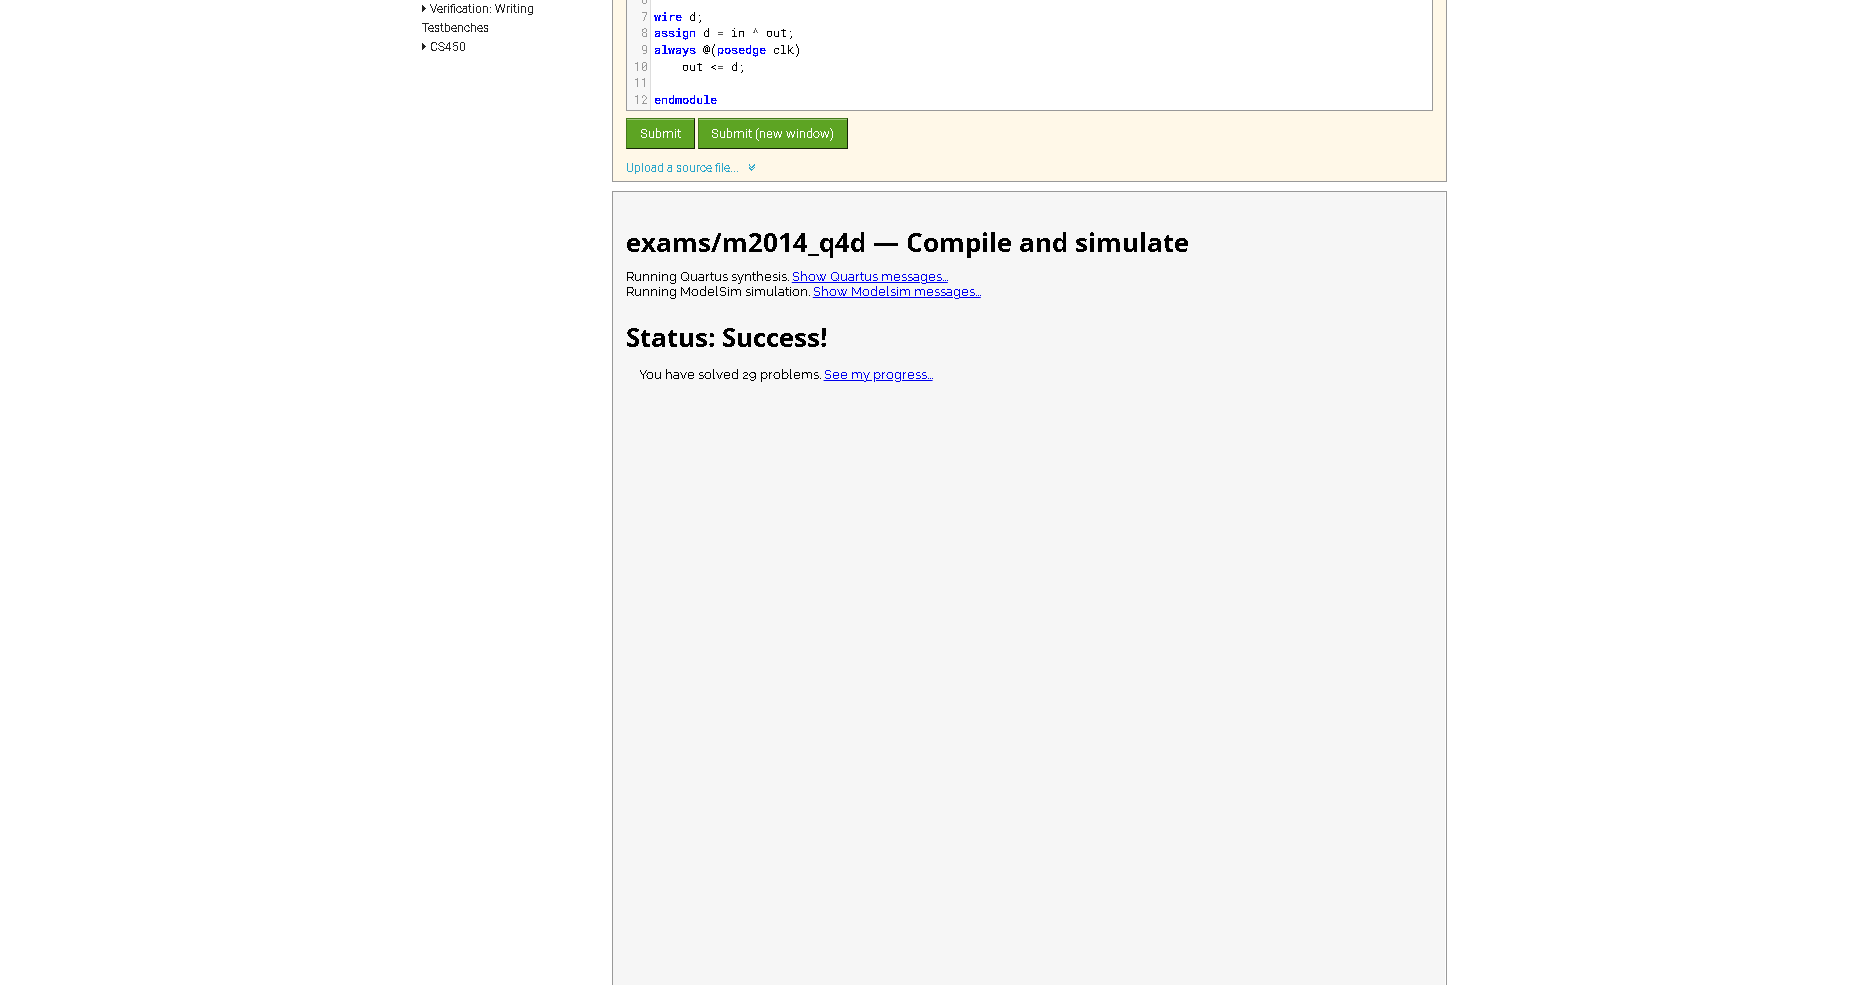 Verification: Writing
Testbenches
CS450
6
7 wire d;
8 assign d = in ^ out;
9 always @(posedge clk)
10 out <= d;
11
12 endmodule
Submit Submit (new window)
Upload a source file...
exams/m2014_q4d — Compile and simulate
Running Quartus synthesis. Show Quartus messages...
Running ModelSim simulation. Show Modelsim messages...
Status: Success!
You have solved 29 problems. See my progress...